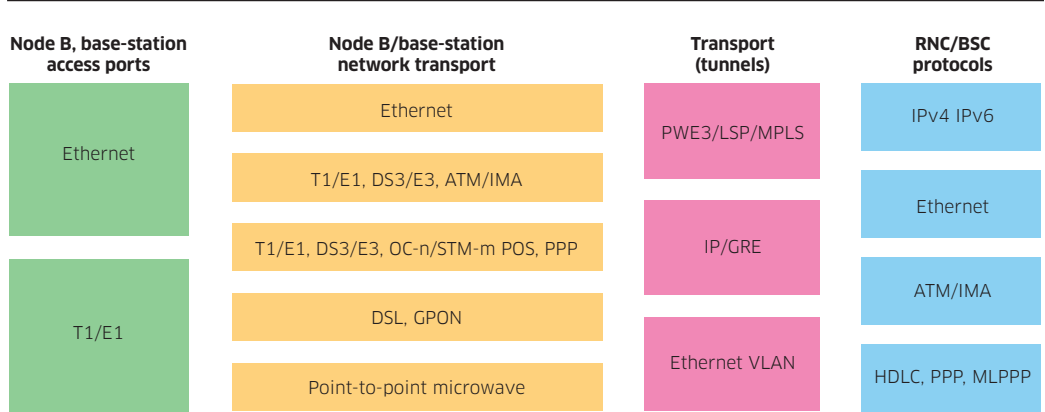 Node B, base-station
access ports
Node B/base-station
network transport
Transport
(tunnels)
RNC/BSC
protocols
Ethernet
T1/E1
Ethernet
T1/E1, DS3/E3, ATM/IMA
T1/E1, DS3/E3, OC-n/STM-m POS, PPP
DSL, GPON
Point-to-point microwave
PWE3/LSP/MPLS
IP/GRE
Ethernet VLAN
IPv4 IPv6
Ethernet
ATM/IMA
HDLC, PPP, MLPPP